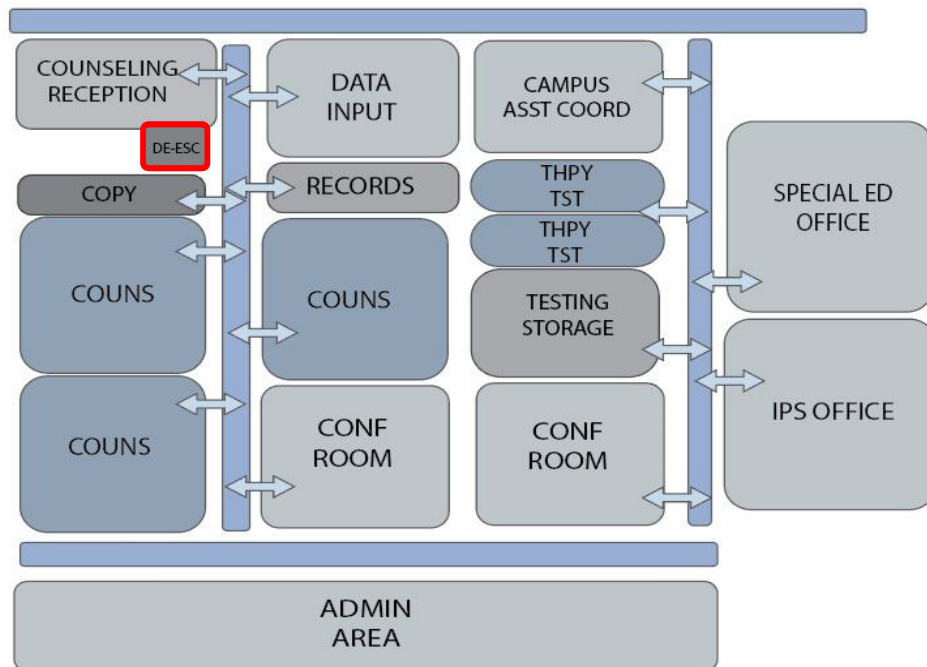 COUNSELING
RECEPTION
DATA
INPUT
CAMPUS
ASST COORD
DE-ESC
COPY
RECORDS
THPY
TST
THPY
TST
SPECIAL ED
OFFICE
COUNS
COUNS
TESTING
STORAGE
COUNS
CONF
ROOM
CONF
ROOM
IPS OFFICE
ADMIN
AREA